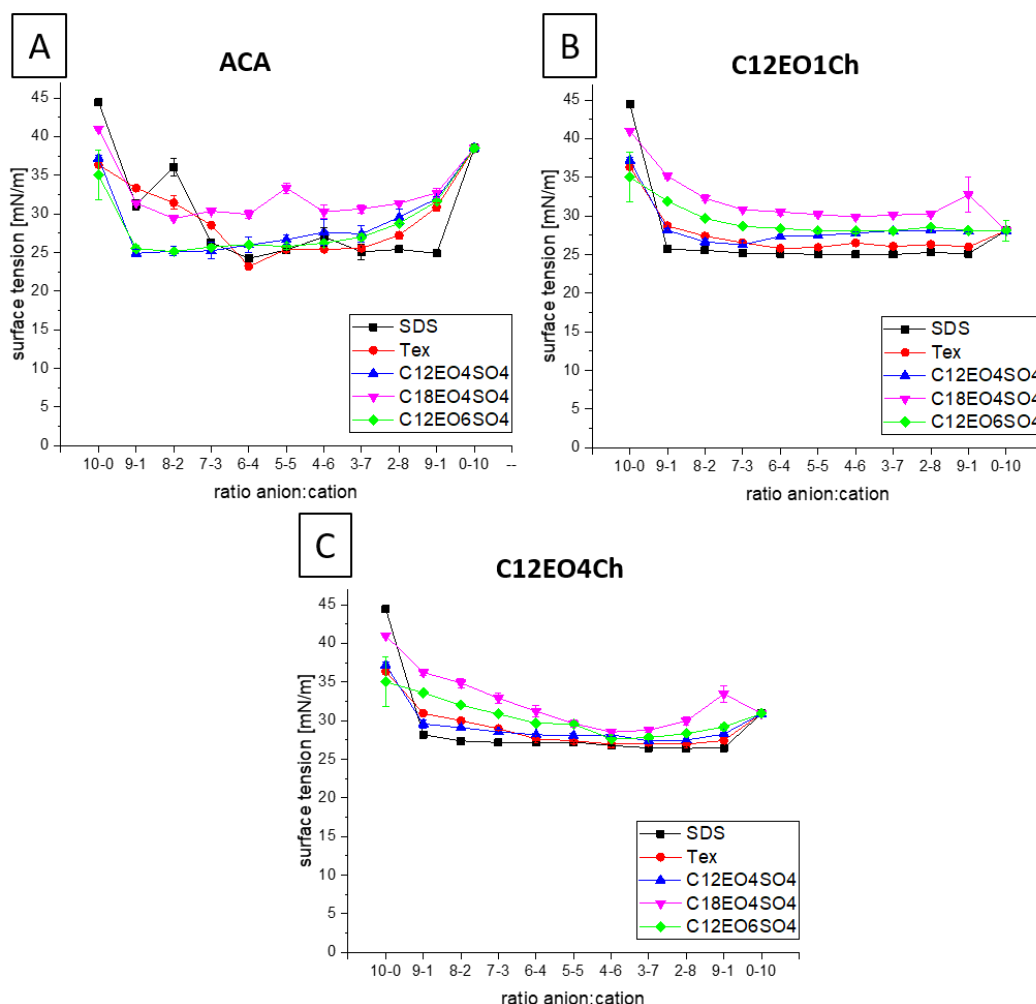 A
ACA
surface tension [mN/m]
45
40
35
30
25
20
15
10
5
0
10-0 9-1 8-2 7-3 6-4 5-5 4-6 3-7 2-8 9-1 0-10 --
ratio anion:cation
SDS
Tex
C12EO4SO4
C18EO4SO4
C12EO6SO4
B
C12EO1Ch
surface tension [mN/m]
45
40
35
30
25
20
15
10
5
0
10-0 9-1 8-2 7-3 6-4 5-5 4-6 3-7 2-8 9-1 0-10
ratio anion:cation
SDS
Tex
C12EO4SO4
C18EO4SO4
C12EO6SO4
C
C12EO4Ch
surface tension [mN/m]
45
40
35
30
25
20
15
10
5
0
10-0 9-1 8-2 7-3 6-4 5-5 4-6 3-7 2-8 9-1 0-10
ratio anion:cation
SDS
Tex
C12EO4SO4
C18EO4SO4
C12EO6SO4